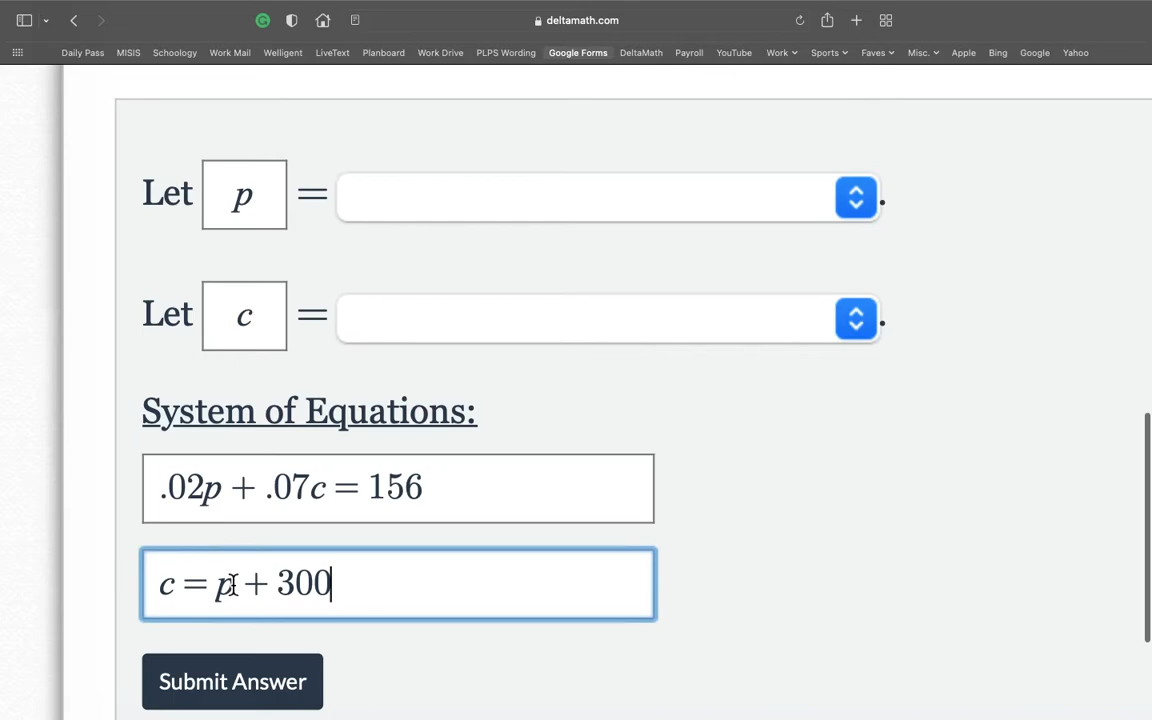 deltamath.com
Daily Pass MISIS Schoology Work Mail Welligent LiveText Planboard Work Drive PLPS Wording Google Forms DeltaMath Payroll YouTube Work Sports Faves Misc. Apple Bing Google Yahoo
Let p = .
Let c = .
System of Equations:
.02p + .07c = 156
c = p + 300
Submit Answer